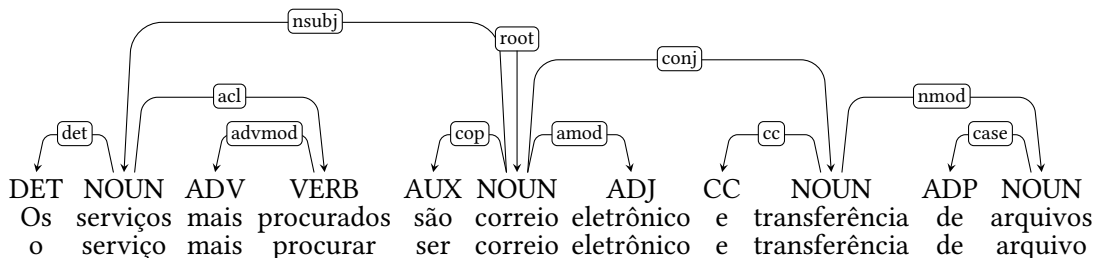 nsubj
root
conj
acl
nmod
det
advmod
cop
amod
cc
case
DET NOUN ADV VERB AUX NOUN ADJ CC NOUN ADP NOUN
Os serviços mais procurados são correio eletrônico e transferência de arquivos
o serviço mais procurar ser correio eletrônico e transferência de arquivo